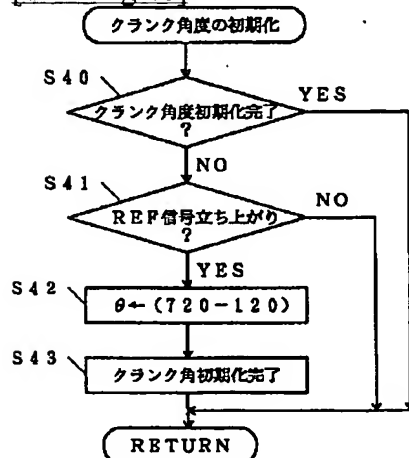 クランク角度の初期化
S40
クランク角度初期化完了
?
YES
NO
S41
REF信号立ち上がり
?
NO
YES
S42
θ←(720-120)
S43
クランク角初期化完了
RETURN